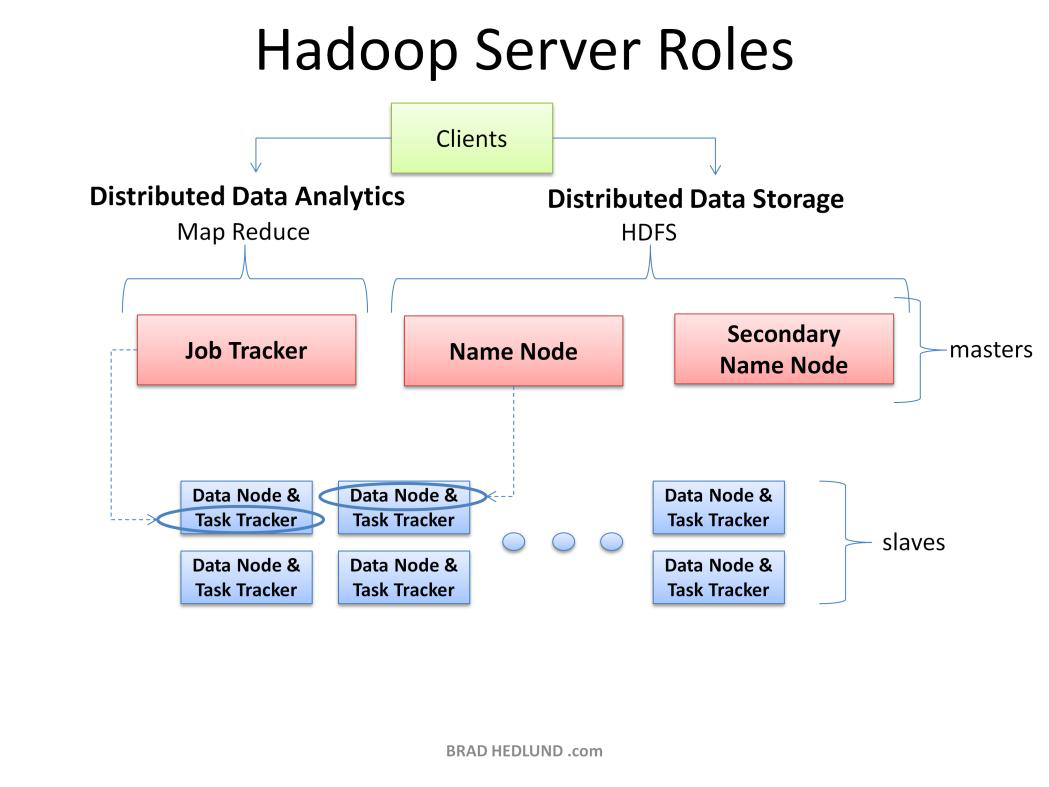 Hadoop Server Roles
Clients
Distributed Data Analytics
Map Reduce
Distributed Data Storage
HDFS
Job Tracker
Name Node
Secondary
Name Node
masters
Data Node &
Task Tracker
Data Node &
Task Tracker
Data Node &
Task Tracker
Data Node &
Task Tracker
Data Node &
Task Tracker
Data Node &
Task Tracker
slaves
BRAD HEDLUND .com